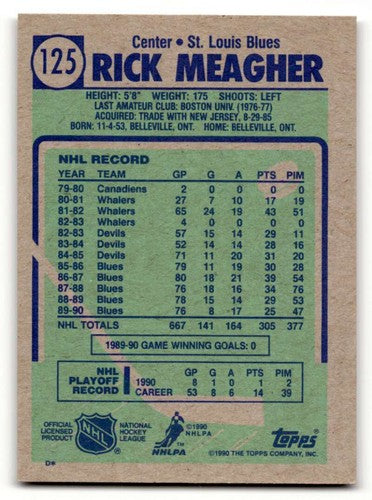 125
Center • St. Louis Blues
RICK MEAGHER
HEIGHT: 5'8" WEIGHT: 175 SHOOTS: LEFT
LAST AMATEUR CLUB: BOSTON UNIV. (1976-77)
ACQUIRED: TRADE WITH NEW JERSEY, 8-29-85
BORN: 11-4-53, BELLEVILLE, ONT. HOME: BELLEVILLE, ONT.
NHL RECORD
YEAR TEAM GP G A PTS PIM
79-80 Canadiens 2 0 0 0 0
80-81 Whalers 27 7 10 17 19
81-82 Whalers 65 24 19 43 51
82-83 Whalers 4 0 0 0 0
82-83 Devils 57 15 14 29 11
83-84 Devils 52 14 14 28 16
84-85 Devils 71 11 20 31 22
85-86 Blues 79 11 19 30 28
86-87 Blues 80 18 21 39 54
87-88 Blues 76 18 16 34 76
88-89 Blues 78 15 14 29 53
89-90 Blues 76 8 17 25 47
NHL TOTALS 667 141 164 305 377
1989-90 GAME WINNING GOALS: 0
NHL PLAYOFF RECORD
1990 8 1 0 1 2
CAREER 53 8 6 14 39
OFFICIAL LICENSED PRODUCT
NHL
©1990 NATIONAL HOCKEY LEAGUE
NHLPA
©1990 NHLPA
Topps
©1990 THE TOPPS COMPANY, INC.
D*